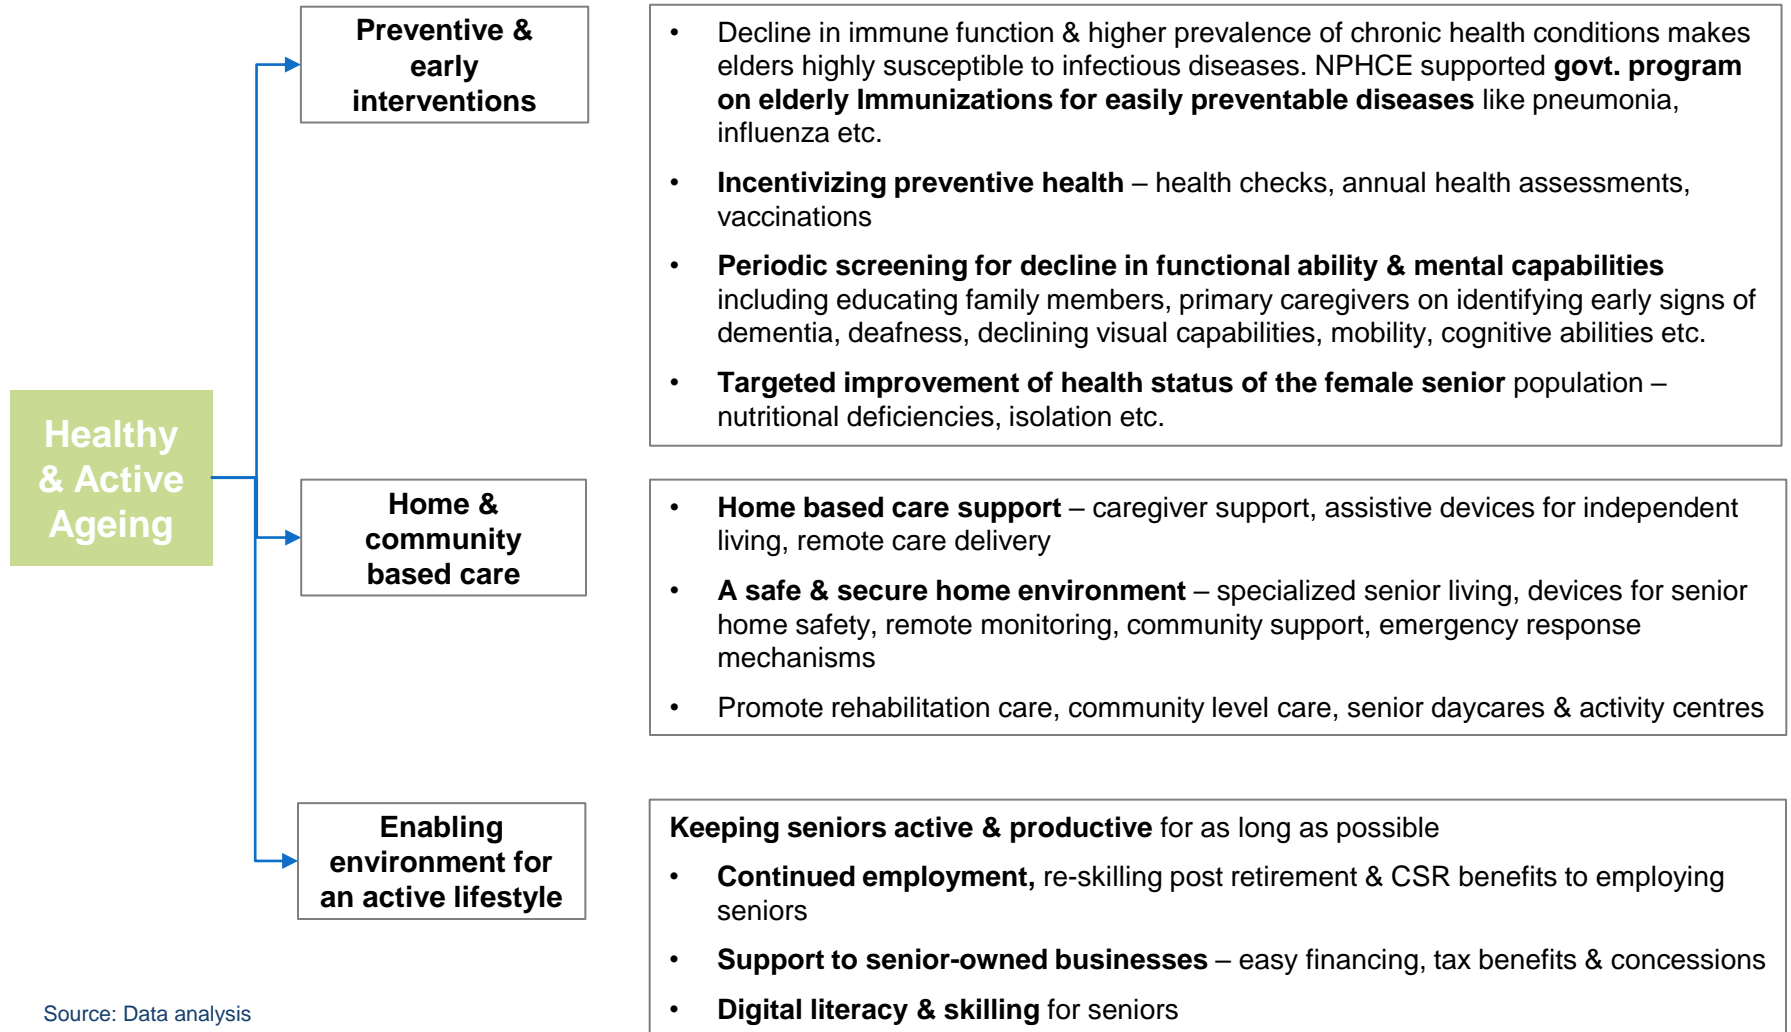 Healthy
& Active
Ageing
Preventive &
early
interventions
• Decline in immune function & higher prevalence of chronic health conditions makes
elders highly susceptible to infectious diseases. NPHCE supported govt. program
on elderly Immunizations for easily preventable diseases like pneumonia,
influenza etc.
• Incentivizing preventive health – health checks, annual health assessments,
vaccinations
• Periodic screening for decline in functional ability & mental capabilities
including educating family members, primary caregivers on identifying early signs of
dementia, deafness, declining visual capabilities, mobility, cognitive abilities etc.
• Targeted improvement of health status of the female senior population –
nutritional deficiencies, isolation etc.
Home &
community
based care
• Home based care support – caregiver support, assistive devices for independent
living, remote care delivery
• A safe & secure home environment – specialized senior living, devices for senior
home safety, remote monitoring, community support, emergency response
mechanisms
• Promote rehabilitation care, community level care, senior daycares & activity centres
Enabling
environment for
an active lifestyle
Keeping seniors active & productive for as long as possible
• Continued employment, re-skilling post retirement & CSR benefits to employing
seniors
• Support to senior-owned businesses – easy financing, tax benefits & concessions
• Digital literacy & skilling for seniors
Source: Data analysis